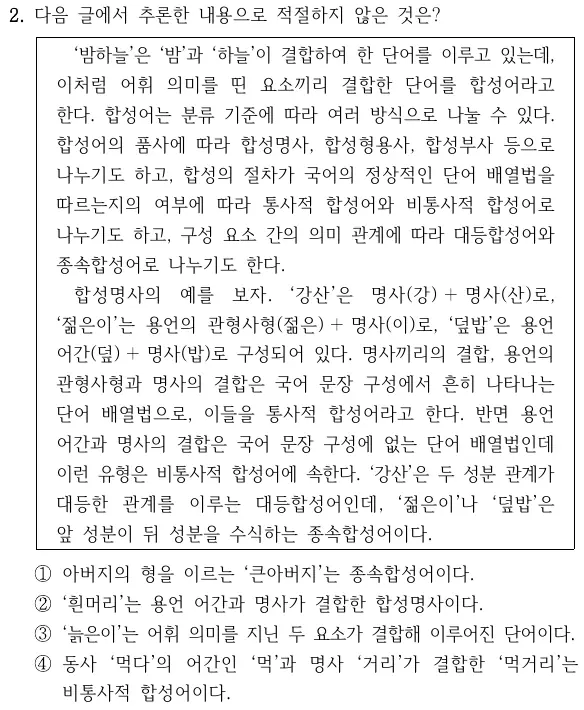 2. 다음 글에서 추론한 내용으로 적절하지 않은 것은?
‘밤하늘’은 ‘밤’과 ‘하늘’이 결합하여 한 단어를 이루고 있는데,
이처럼 어휘 의미를 띤 요소끼리 결합한 단어를 합성어라고
한다. 합성어는 분류 기준에 따라 여러 방식으로 나눌 수 있다.
합성어의 품사에 따라 합성명사, 합성형용사, 합성부사 등으로
나누기도 하고, 합성의 절차가 국어의 정상적인 단어 배열법을
따르는지의 여부에 따라 통사적 합성어와 비통사적 합성어로
나누기도 하고, 구성 요소 간의 의미 관계에 따라 대등합성어와
종속합성어로 나누기도 한다.
합성명사의 예를 보자. ‘강산’은 명사(강) + 명사(산)로,
‘젊은이’는 용언의 관형사형(젊은) + 명사(이)로, ‘덮밥’은 용언
어간(덮) + 명사(밥)로 구성되어 있다. 명사끼리의 결합, 용언의
관형사형과 명사의 결합은 국어 문장 구성에서 흔히 나타나는
단어 배열법으로, 이들을 통사적 합성어라고 한다. 반면 용언
어간과 명사의 결합은 국어 문장 구성에 없는 단어 배열법인데
이런 유형은 비통사적 합성어에 속한다. ‘강산’은 두 성분 관계가
대등한 관계를 이루는 대등합성어인데, ‘젊은이’나 ‘덮밥’은
앞 성분이 뒤 성분을 수식하는 종속합성어이다.
① 아버지의 형을 이르는 ‘큰아버지’는 종속합성어이다.
② ‘흰머리’는 용언 어간과 명사가 결합한 합성명사이다.
③ ‘늙은이’는 어휘 의미를 지닌 두 요소가 결합해 이루어진 단어이다.
④ 동사 ‘먹다’의 어간인 ‘먹’과 명사 ‘거리’가 결합한 ‘먹거리’는
비통사적 합성어이다.